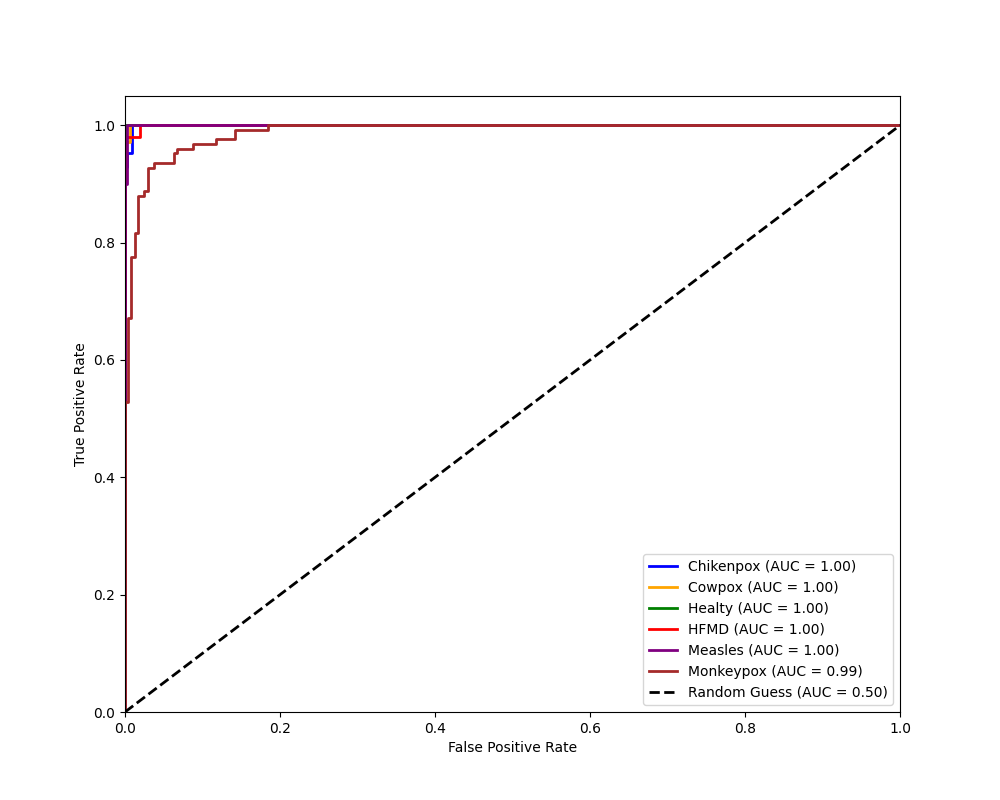 1.0
0.8
0.6
0.4
0.2
0.0
True Positive Rate
0.0 0.2 0.4 0.6 0.8 1.0
False Positive Rate
Chikenpox (AUC = 1.00)
Cowpox (AUC = 1.00)
Healty (AUC = 1.00)
HFMD (AUC = 1.00)
Measles (AUC = 1.00)
Monkeypox (AUC = 0.99)
Random Guess (AUC = 0.50)